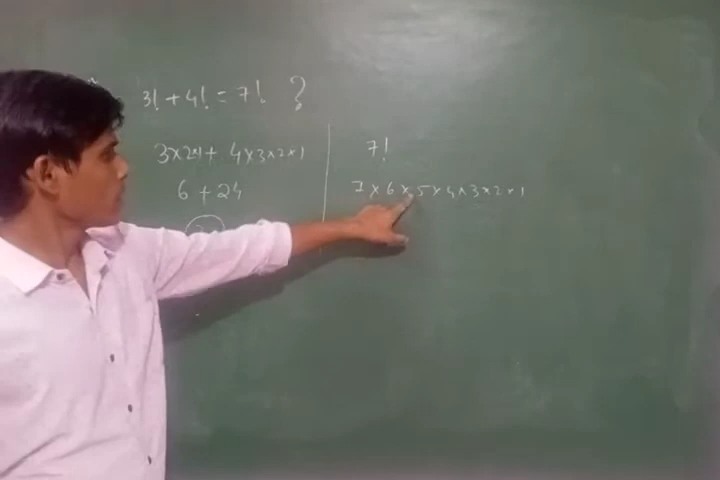 3! + 4! = 7! ?
3×2×1 + 4×3×2×1
6 + 24
7!
7×6×5×4×3×2×1